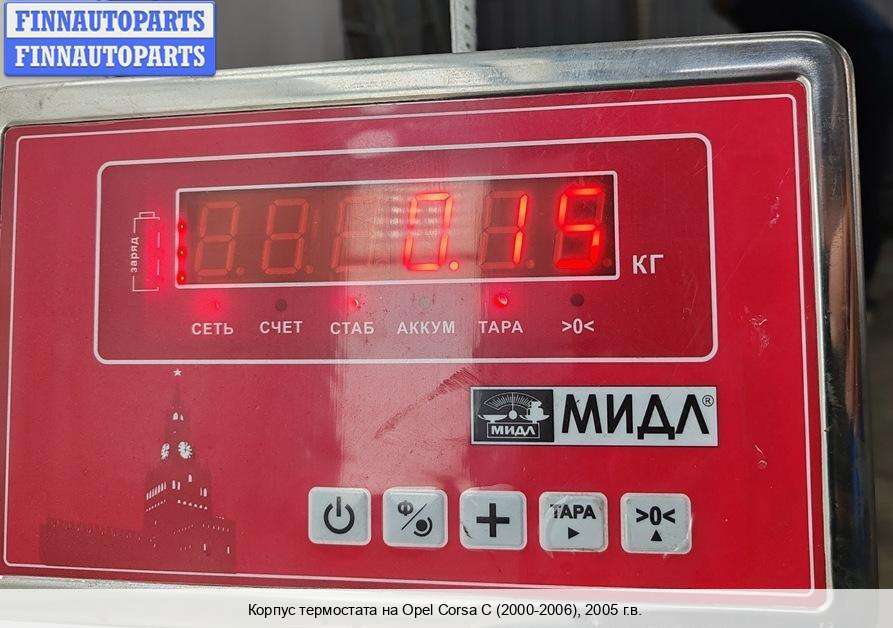 FINNAUTOPARTS
FINNAUTOPARTS
0.15
заряд
КГ
СЕТЬ СЧЕТ СТАБ АККУМ ТАРА >0<
МИДЛ
МИДЛ®
Ф
ТАРА >0<
Корпус термостата на Opel Corsa C (2000-2006), 2005 г.в.